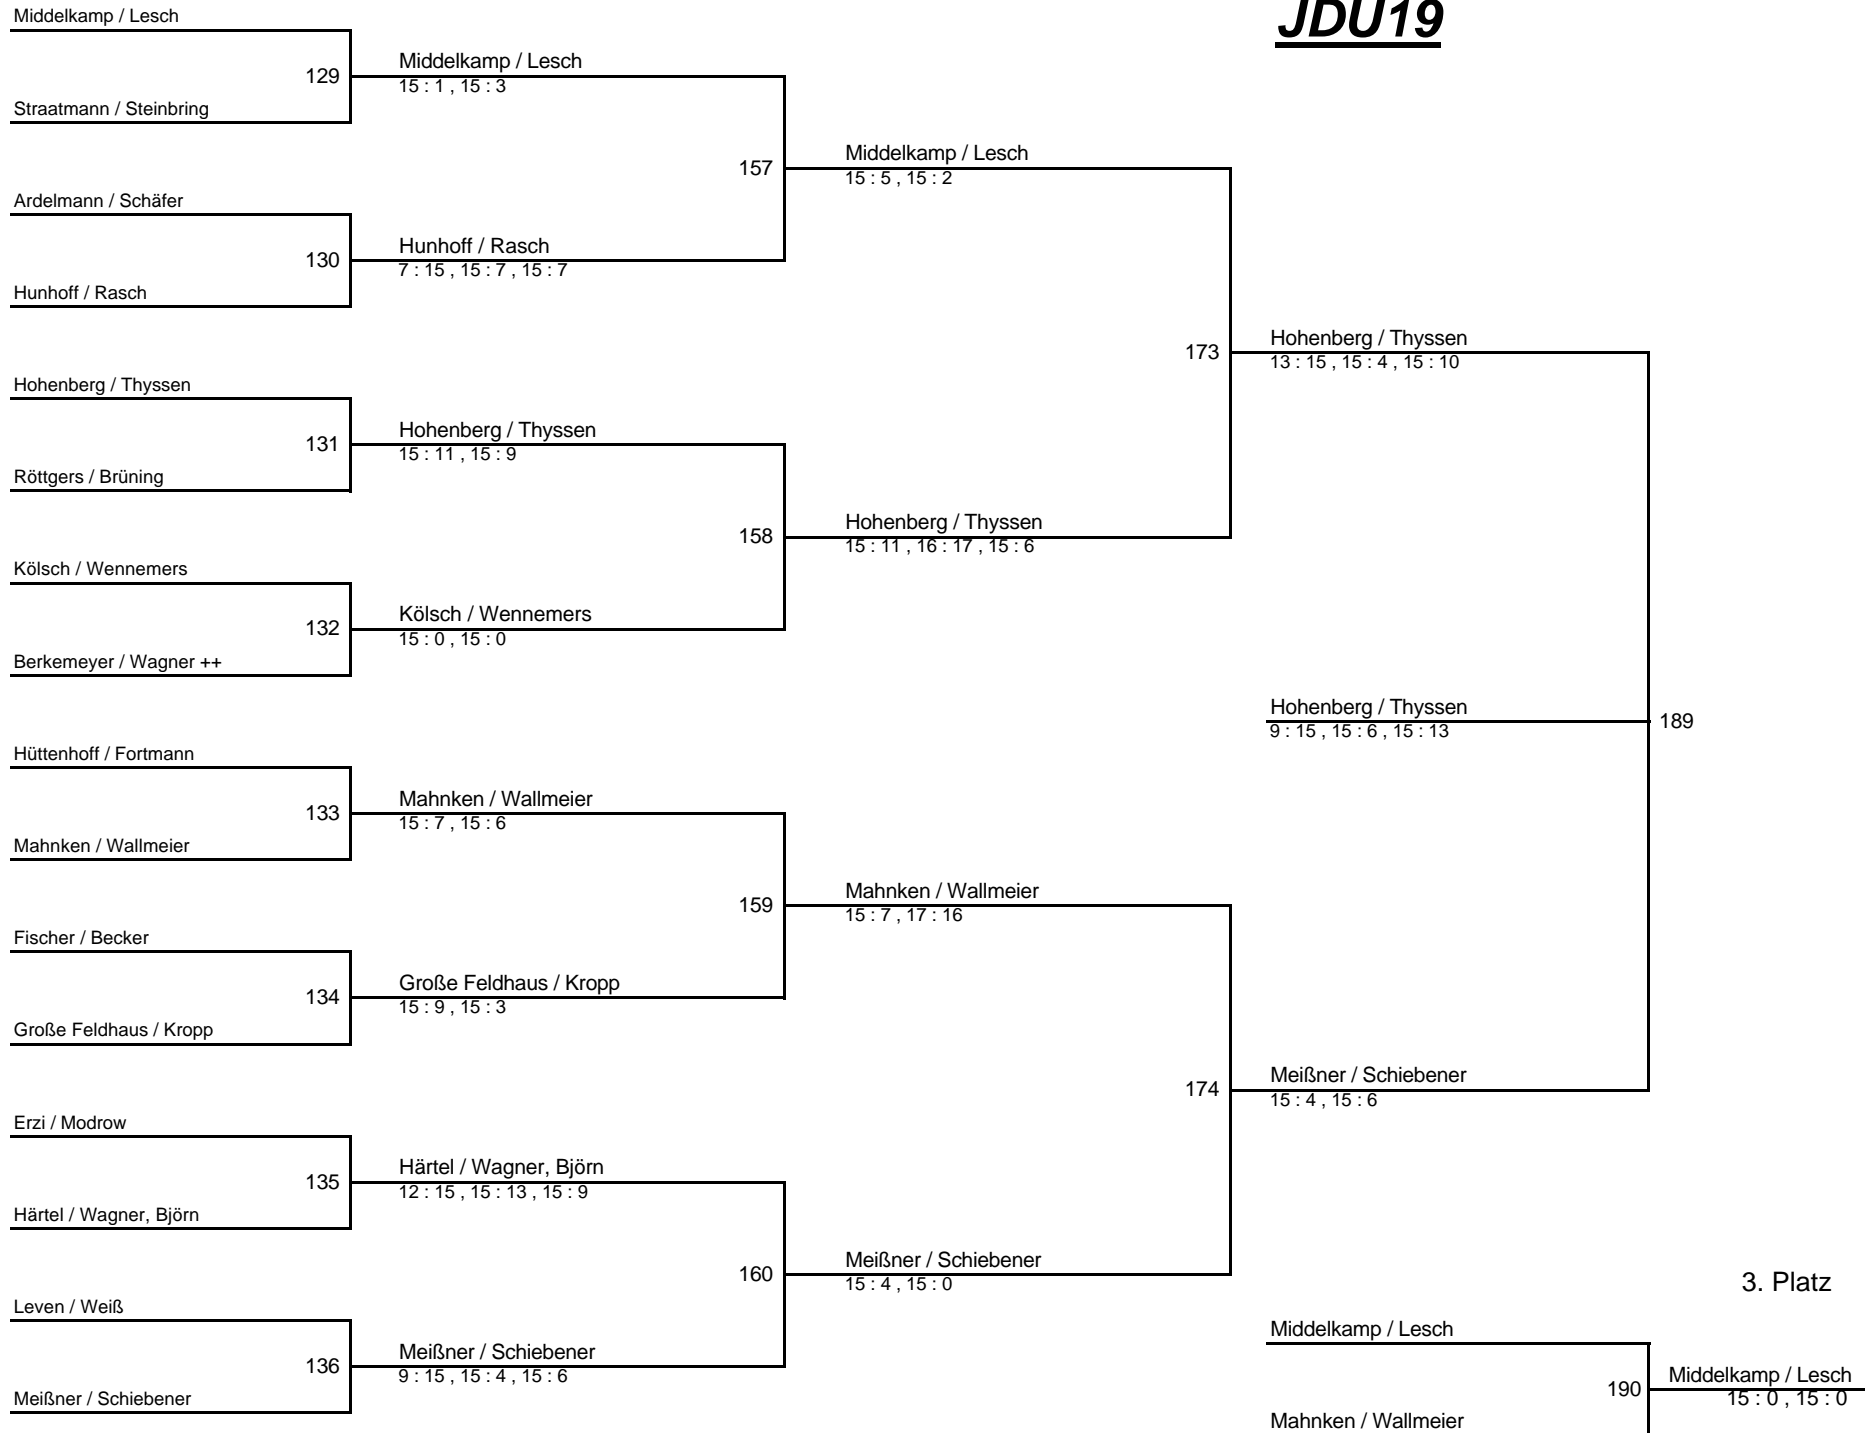 JDU19
Middelkamp / Lesch
129
Middelkamp / Lesch
15 : 1 , 15 : 3
Straatmann / Steinbring
157
Middelkamp / Lesch
15 : 5 , 15 : 2
Ardelmann / Schäfer
130
Hunhoff / Rasch
7 : 15 , 15 : 7 , 15 : 7
Hunhoff / Rasch
173
Hohenberg / Thyssen
13 : 15 , 15 : 4 , 15 : 10
Hohenberg / Thyssen
131
Hohenberg / Thyssen
15 : 11 , 15 : 9
Röttgers / Brüning
158
Hohenberg / Thyssen
15 : 11 , 16 : 17 , 15 : 6
Kölsch / Wennemers
132
Kölsch / Wennemers
15 : 0 , 15 : 0
Berkemeyer / Wagner ++
Hohenberg / Thyssen
9 : 15 , 15 : 6 , 15 : 13
189
Hüttenhoff / Fortmann
133
Mahnken / Wallmeier
15 : 7 , 15 : 6
Mahnken / Wallmeier
159
Mahnken / Wallmeier
15 : 7 , 17 : 16
Fischer / Becker
134
Große Feldhaus / Kropp
15 : 9 , 15 : 3
Große Feldhaus / Kropp
174
Meißner / Schiebener
15 : 4 , 15 : 6
Erzi / Modrow
135
Härtel / Wagner, Björn
12 : 15 , 15 : 13 , 15 : 9
Härtel / Wagner, Björn
160
Meißner / Schiebener
15 : 4 , 15 : 0
Leven / Weiß
136
Meißner / Schiebener
9 : 15 , 15 : 4 , 15 : 6
Meißner / Schiebener
3. Platz
Middelkamp / Lesch
190
Middelkamp / Lesch
15 : 0 , 15 : 0
Mahnken / Wallmeier